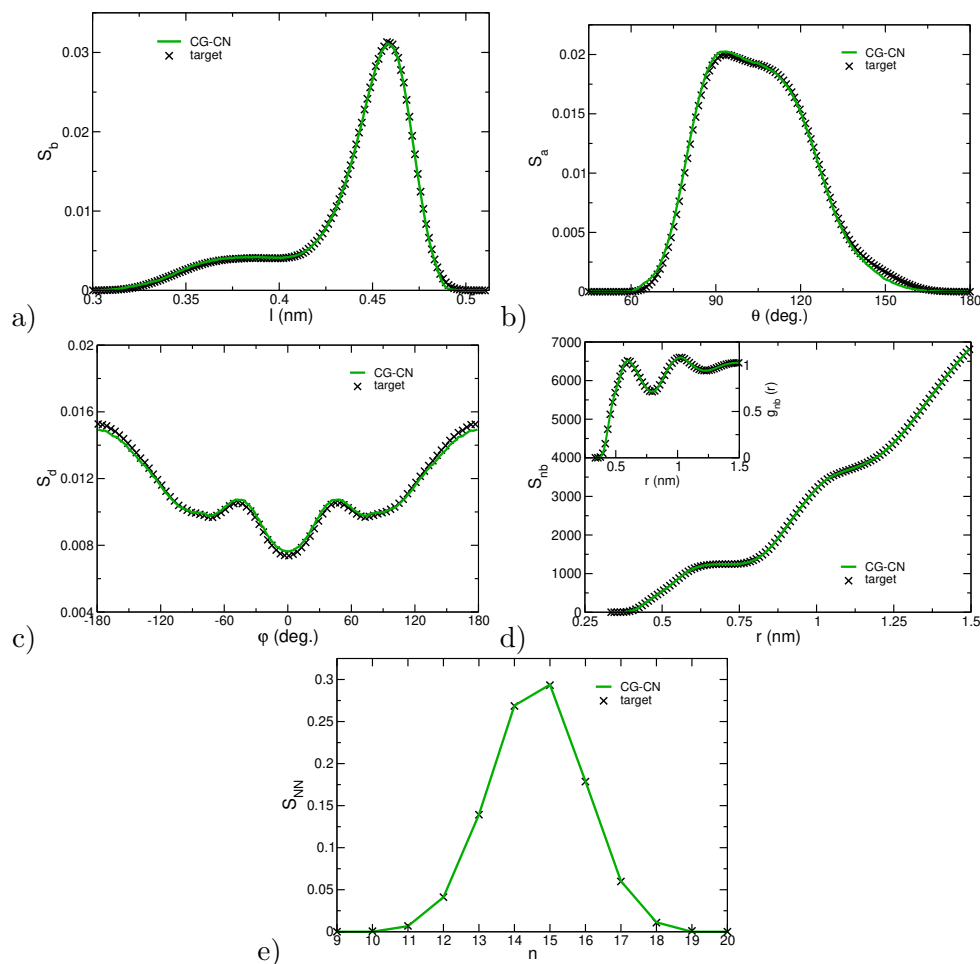 CG-CN
target
0.03
0.02
0.01
0
S_b
0.3
0.35
0.4
0.45
0.5
l (nm)
a)
CG-CN
target
0.02
0.015
0.01
0.005
0
S_a
60
90
120
150
180
θ (deg.)
b)
CG-CN
target
0.02
0.016
0.012
0.008
0.004
S_d
-180
-120
-60
0
60
120
180
φ (deg.)
c)
7000
6000
5000
4000
3000
2000
1000
0
S_nb
1
0.5
0
g_nb (r)
0.5
1
1.5
r (nm)
CG-CN
target
0.25
0.5
0.75
1
1.25
1.5
r (nm)
d)
CG-CN
target
0.3
0.25
0.2
0.15
0.1
0.05
0
S_NN
9
10
11
12
13
14
15
16
17
18
19
20
n
e)